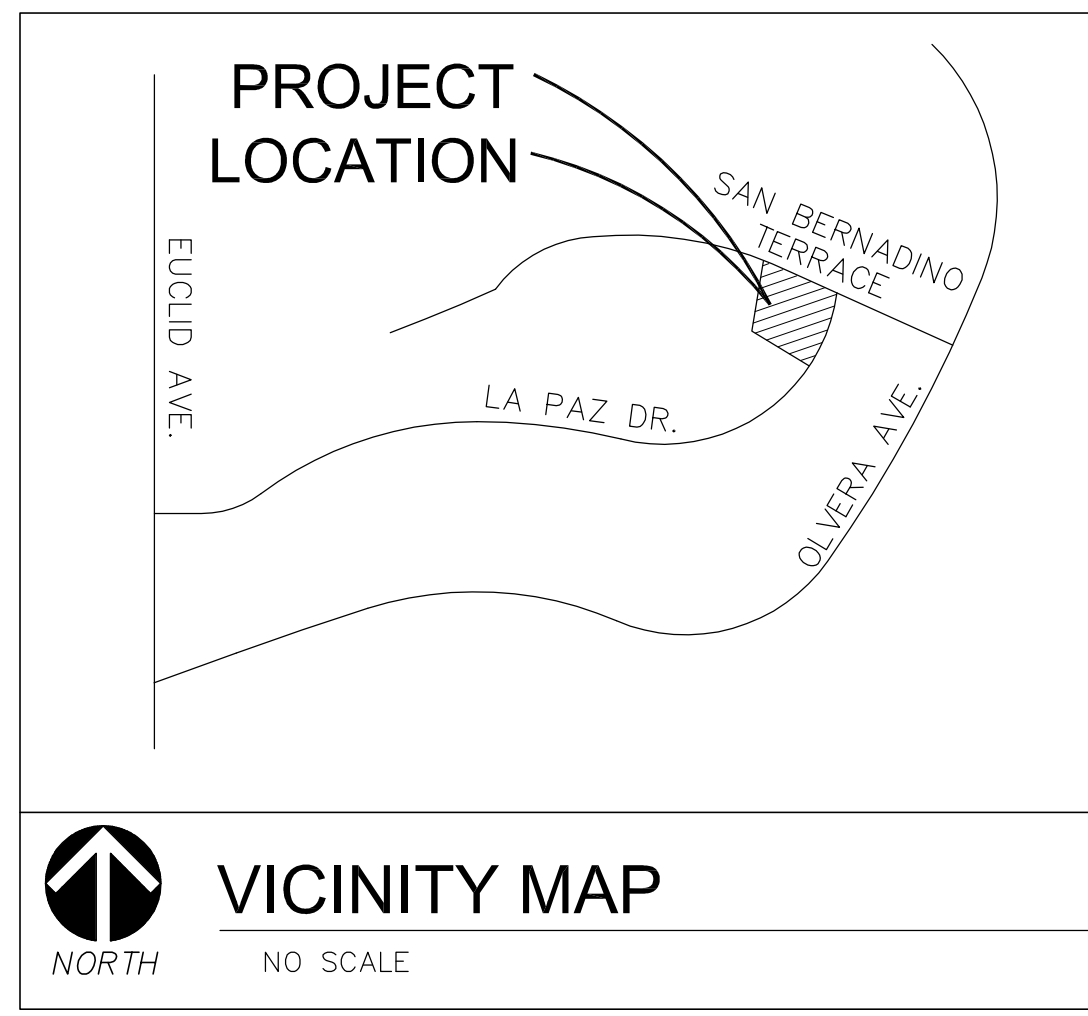 PROJECT
LOCATION
SAN BERNADINO
TERRACE
EUCLID AVE.
LA PAZ DR.
OLVERA AVE.
VICINITY MAP
NORTH
NO SCALE